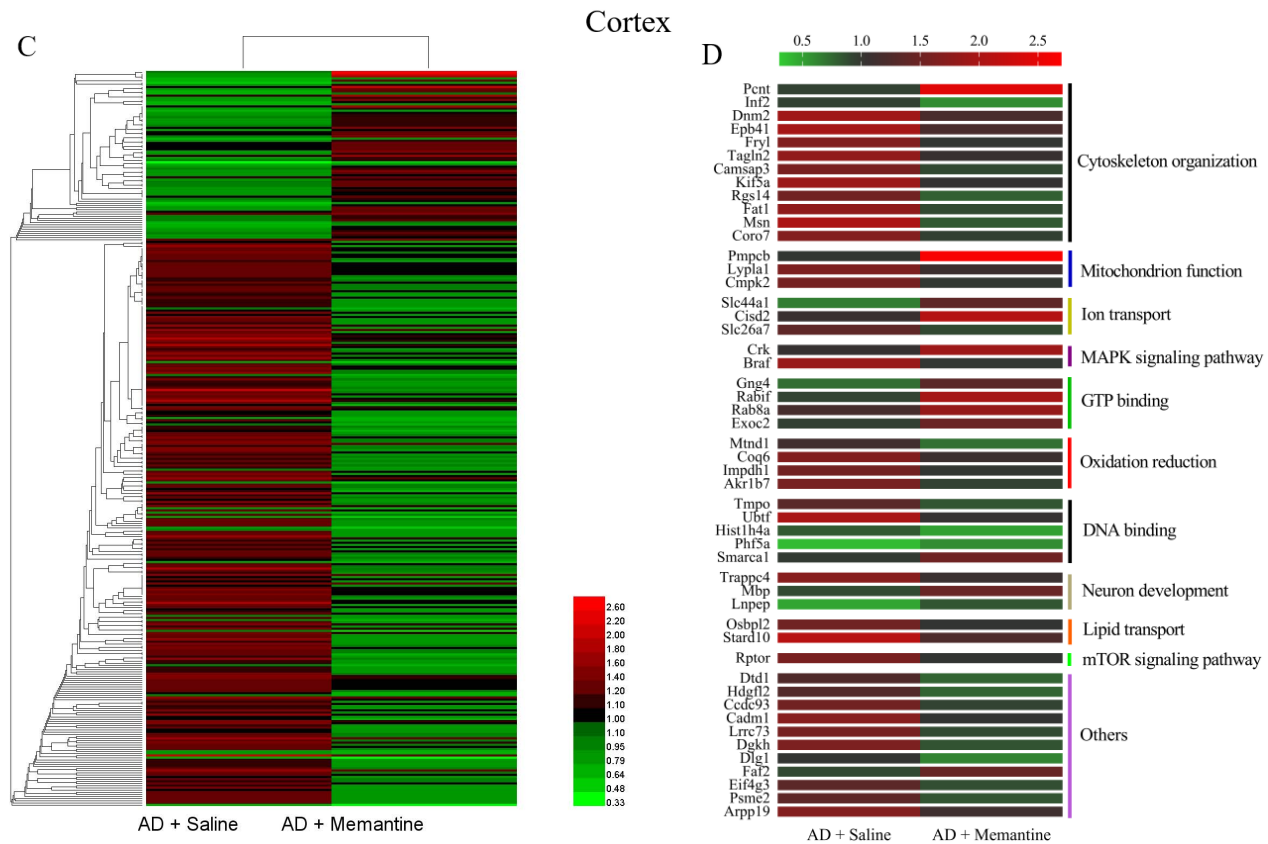 Cortex
C
2.60
2.20
2.00
1.80
1.60
1.40
1.20
1.10
1.00
1.10
0.95
0.79
0.64
0.48
0.33
AD + Saline AD + Memantine
D
0.5 1.0 1.5 2.0 2.5
Pcnt
Inf2
Dnm2
Epb41
Fryl
Tagln2
Camsap3
Kif5a
Rgs14
Fat1
Msn
Coro7
Cytoskeleton organization
Pmpcb
Lypla1
Cmpk2
Mitochondrion function
Slc44a1
Cisd2
Slc26a7
Ion transport
Crk
Braf
MAPK signaling pathway
Gng4
Rabif
Rab8a
Exoc2
GTP binding
Mtnd1
Coq6
Impdh1
Akr1b7
Oxidation reduction
Tmpo
Ubtf
Hist1h4a
Phf5a
Smarca1
DNA binding
Trappc4
Mbp
Lnpep
Neuron development
Osbpl2
Stard10
Lipid transport
Rptor
mTOR signaling pathway
Dtd1
Hdgfl2
Ccdc93
Cadm1
Lrrc73
Dgkh
Dlg1
Faf2
Eif4g3
Psme2
Arpp19
Others
AD + Saline AD + Memantine